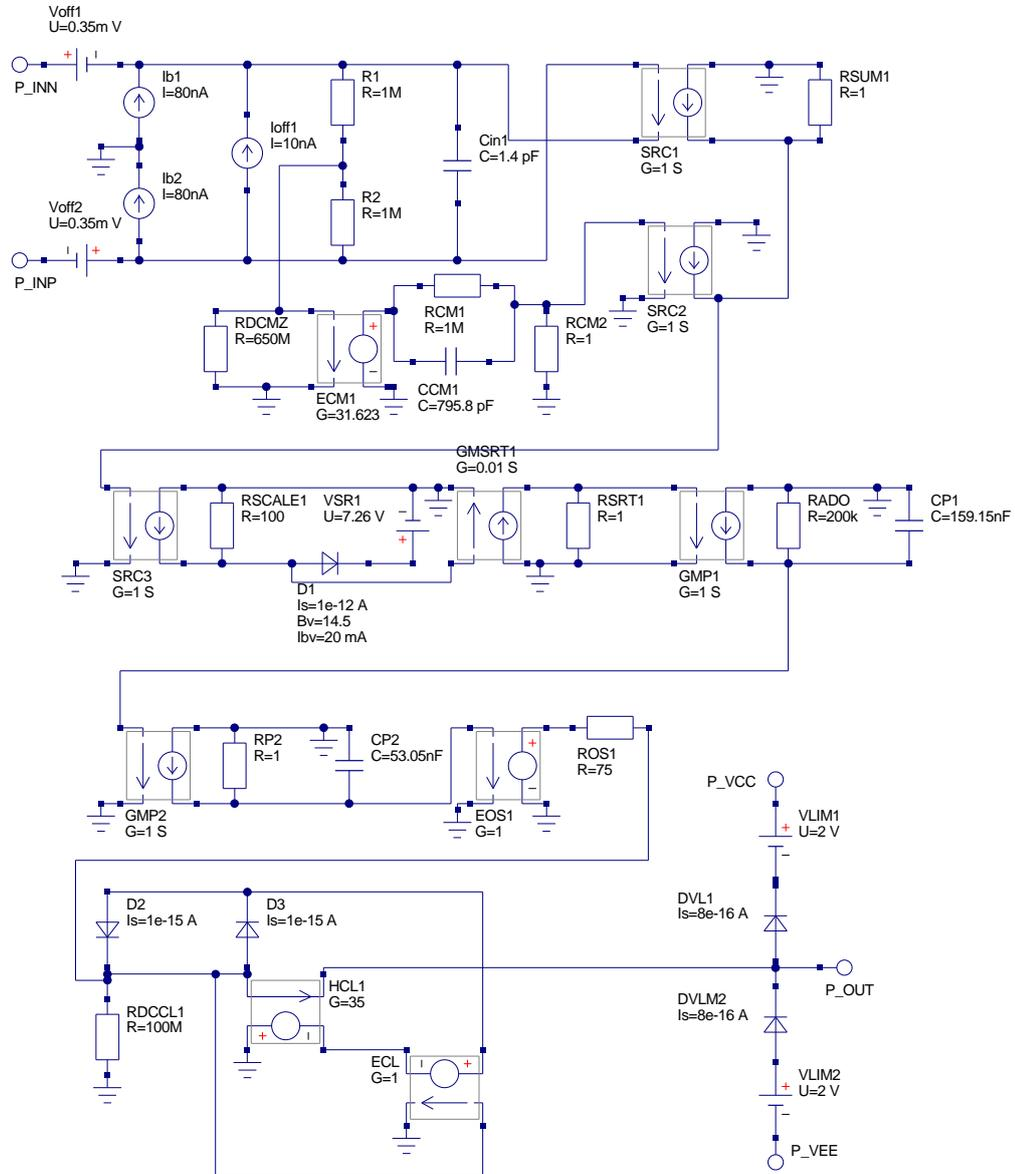 Voff1
U=0.35m V
P_INN
Ib1
I=80nA
Ioff1
I=10nA
R1
R=1M
Cin1
C=1.4 pF
SRC1
G=1 S
RSUM1
R=1
Ib2
I=80nA
R2
R=1M
Voff2
U=0.35m V
P_INP
SRC2
G=1 S
RDCMZ
R=650M
ECM1
G=31.623
RCM1
R=1M
CCM1
C=795.8 pF
RCM2
R=1
GMSRT1
G=0.01 S
SRC3
G=1 S
RSCALE1
R=100
VSR1
U=7.26 V
D1
Is=1e-12 A
Bv=14.5
Ibv=20 mA
RSRT1
R=1
GMP1
G=1 S
RADO
R=200k
CP1
C=159.15nF
GMP2
G=1 S
RP2
R=1
CP2
C=53.05nF
EOS1
G=1
ROS1
R=75
P_VCC
VLIM1
U=2 V
D2
Is=1e-15 A
D3
Is=1e-15 A
DVL1
Is=8e-16 A
P_OUT
RDCCL1
R=100M
HCL1
G=35
ECL
G=1
DVLM2
Is=8e-16 A
VLIM2
U=2 V
P_VEE